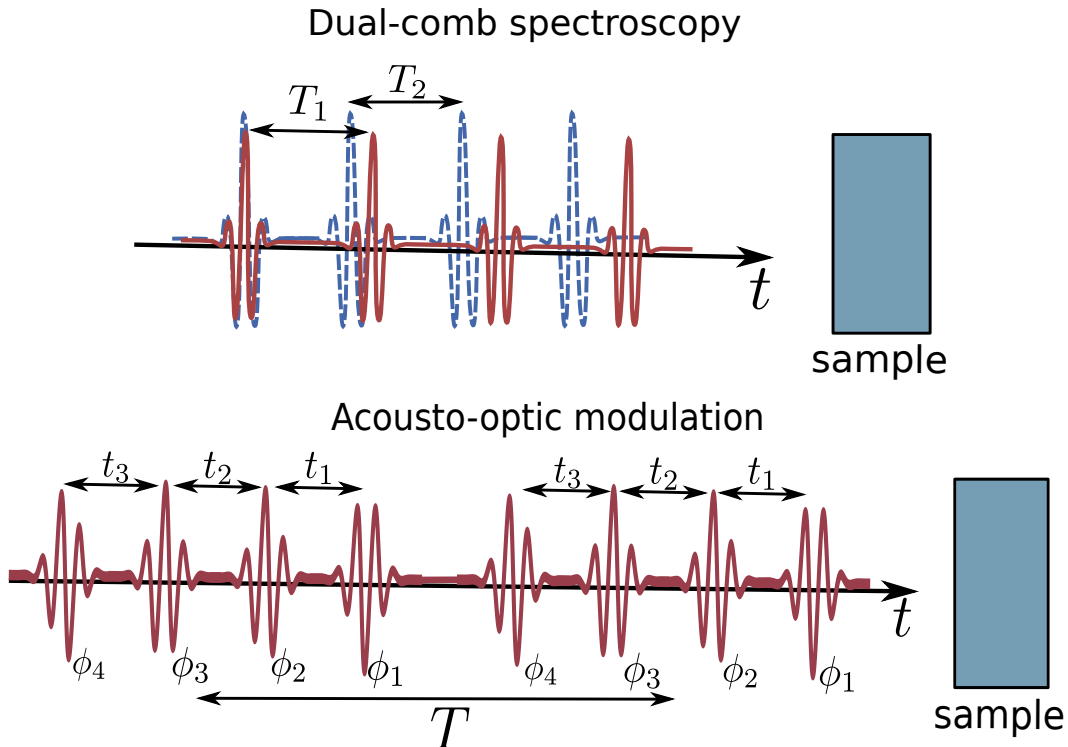 Dual-comb spectroscopy
T₁ T₂
t
sample
Acousto-optic modulation
t₃ t₂ t₁ t₃ t₂ t₁
t
ϕ₄ ϕ₃ ϕ₂ ϕ₁ ϕ₄ ϕ₃ ϕ₂ ϕ₁
T
sample